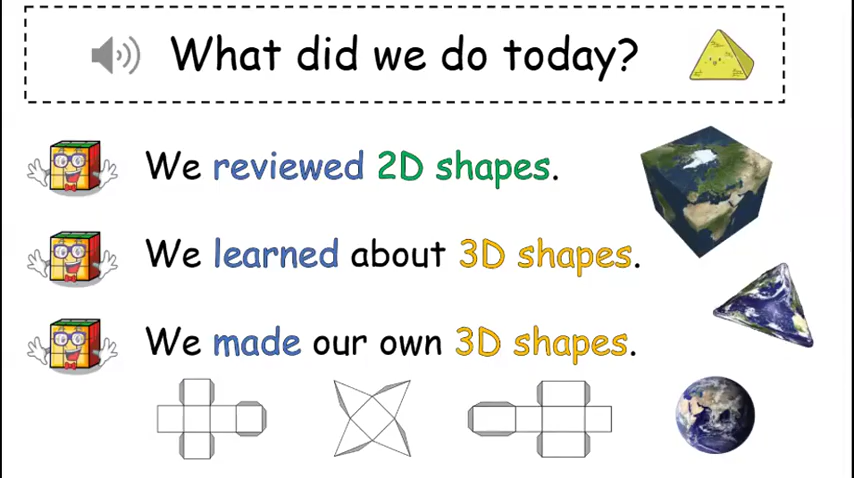 What did we do today?
We reviewed 2D shapes.
We learned about 3D shapes.
We made our own 3D shapes.